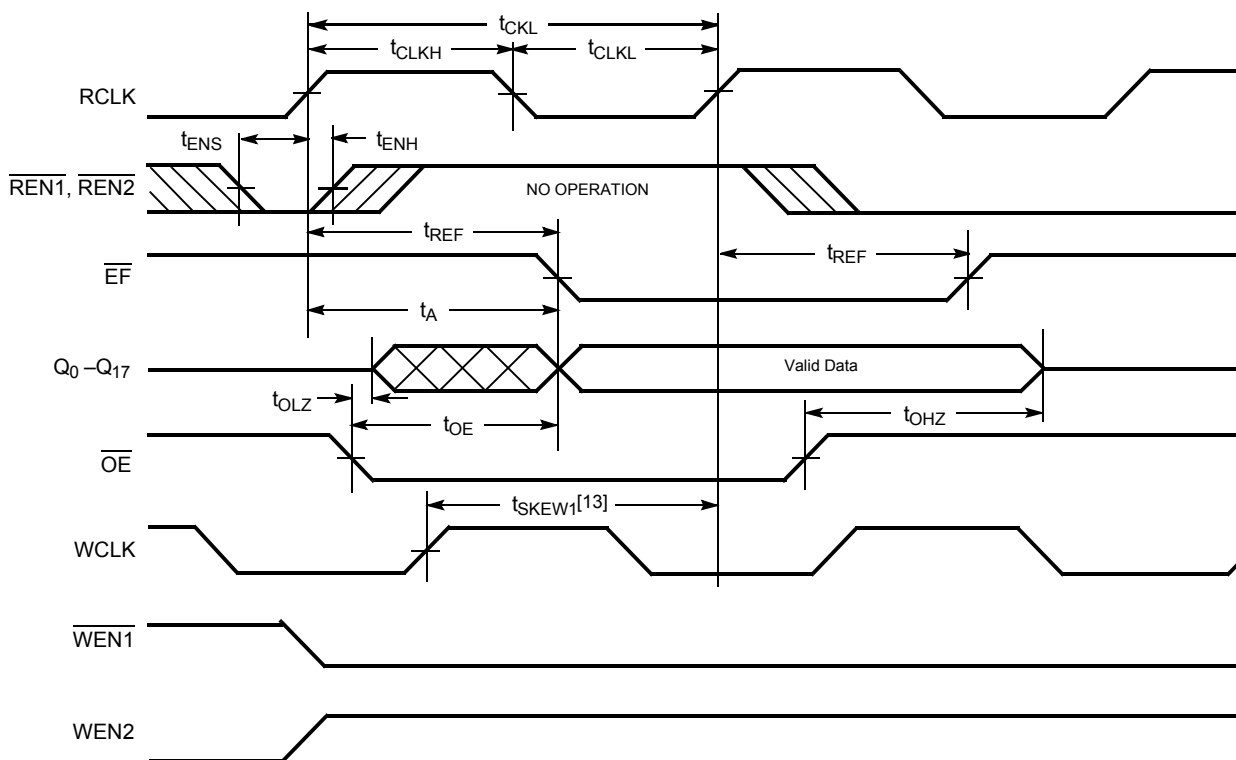 tCKL
tCLKH
tCLKL
RCLK
tENS
tENH
REN1, REN2
NO OPERATION
tREF
tREF
EF
tA
Q0 –Q17
Valid Data
tOLZ
tOE
tOHZ
OE
tSKEW1[13]
WCLK
WEN1
WEN2